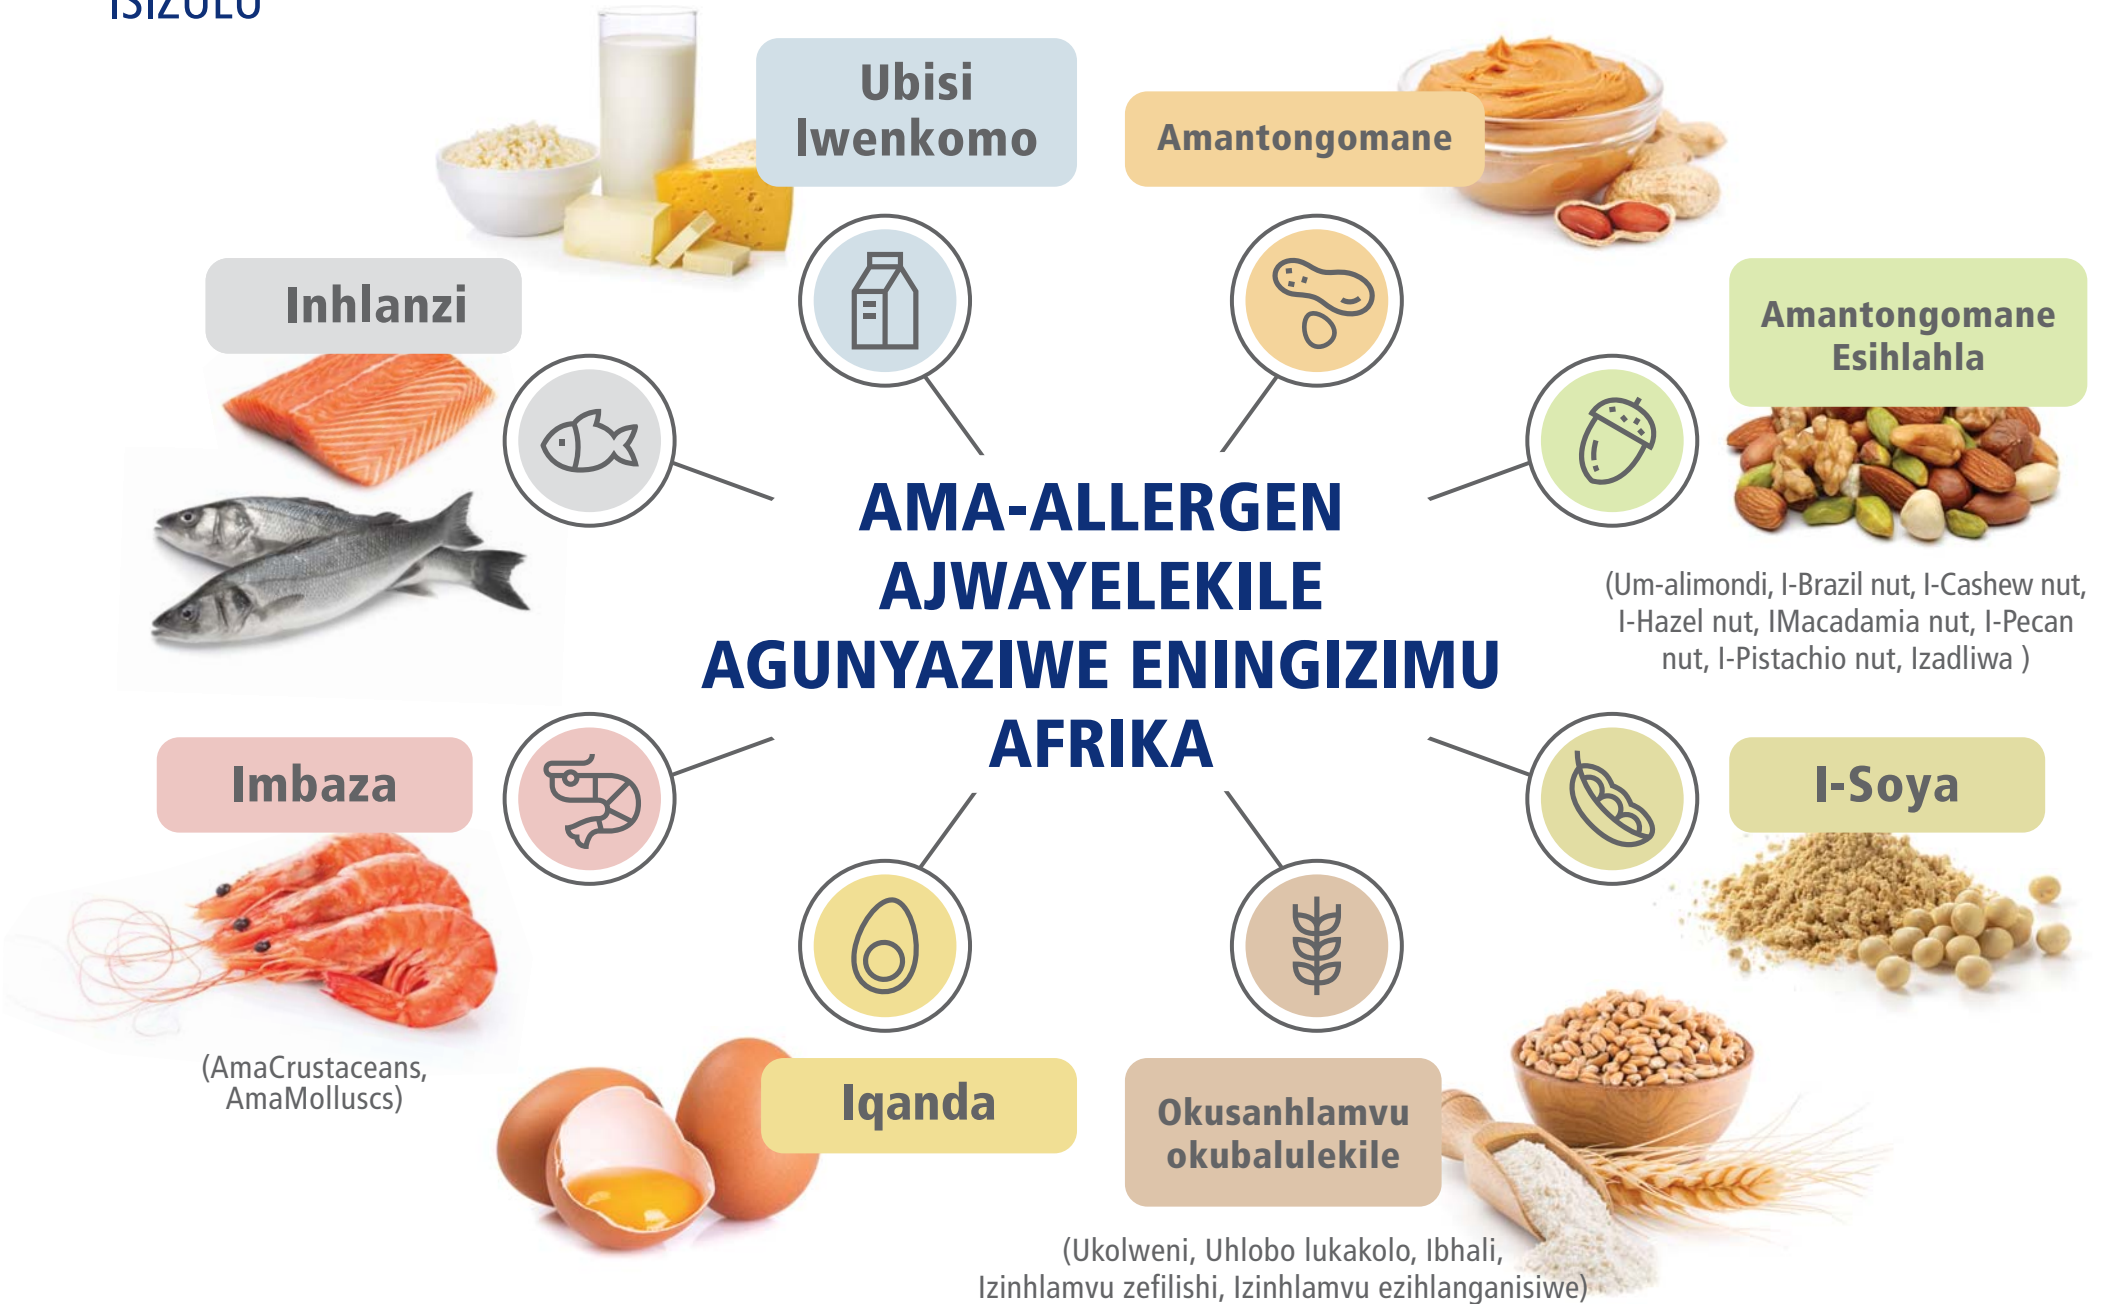 ISIZULU
Ubisi
lwenkomo
Amantongomane
Inhlanzi
Amantongomane
Esihlahla
(Um-alimondi, I-Brazil nut, I-Cashew nut,
I-Hazel nut, IMacadamia nut, I-Pecan
nut, I-Pistachio nut, Izadliwa )
AMA-ALLERGEN
AJWAYELEKILE
AGUNYAZIWE ENINGIZIMU
AFRIKA
Imbaza
(AmaCrustaceans,
AmaMolluscs)
I-Soya
Iqanda
Okusanhlamvu
okubalulekile
(Ukolweni, Uhlobo lukakolo, Ibhali,
Izinhlamvu zefilishi, Izinhlamvu ezihlanganisiwe)